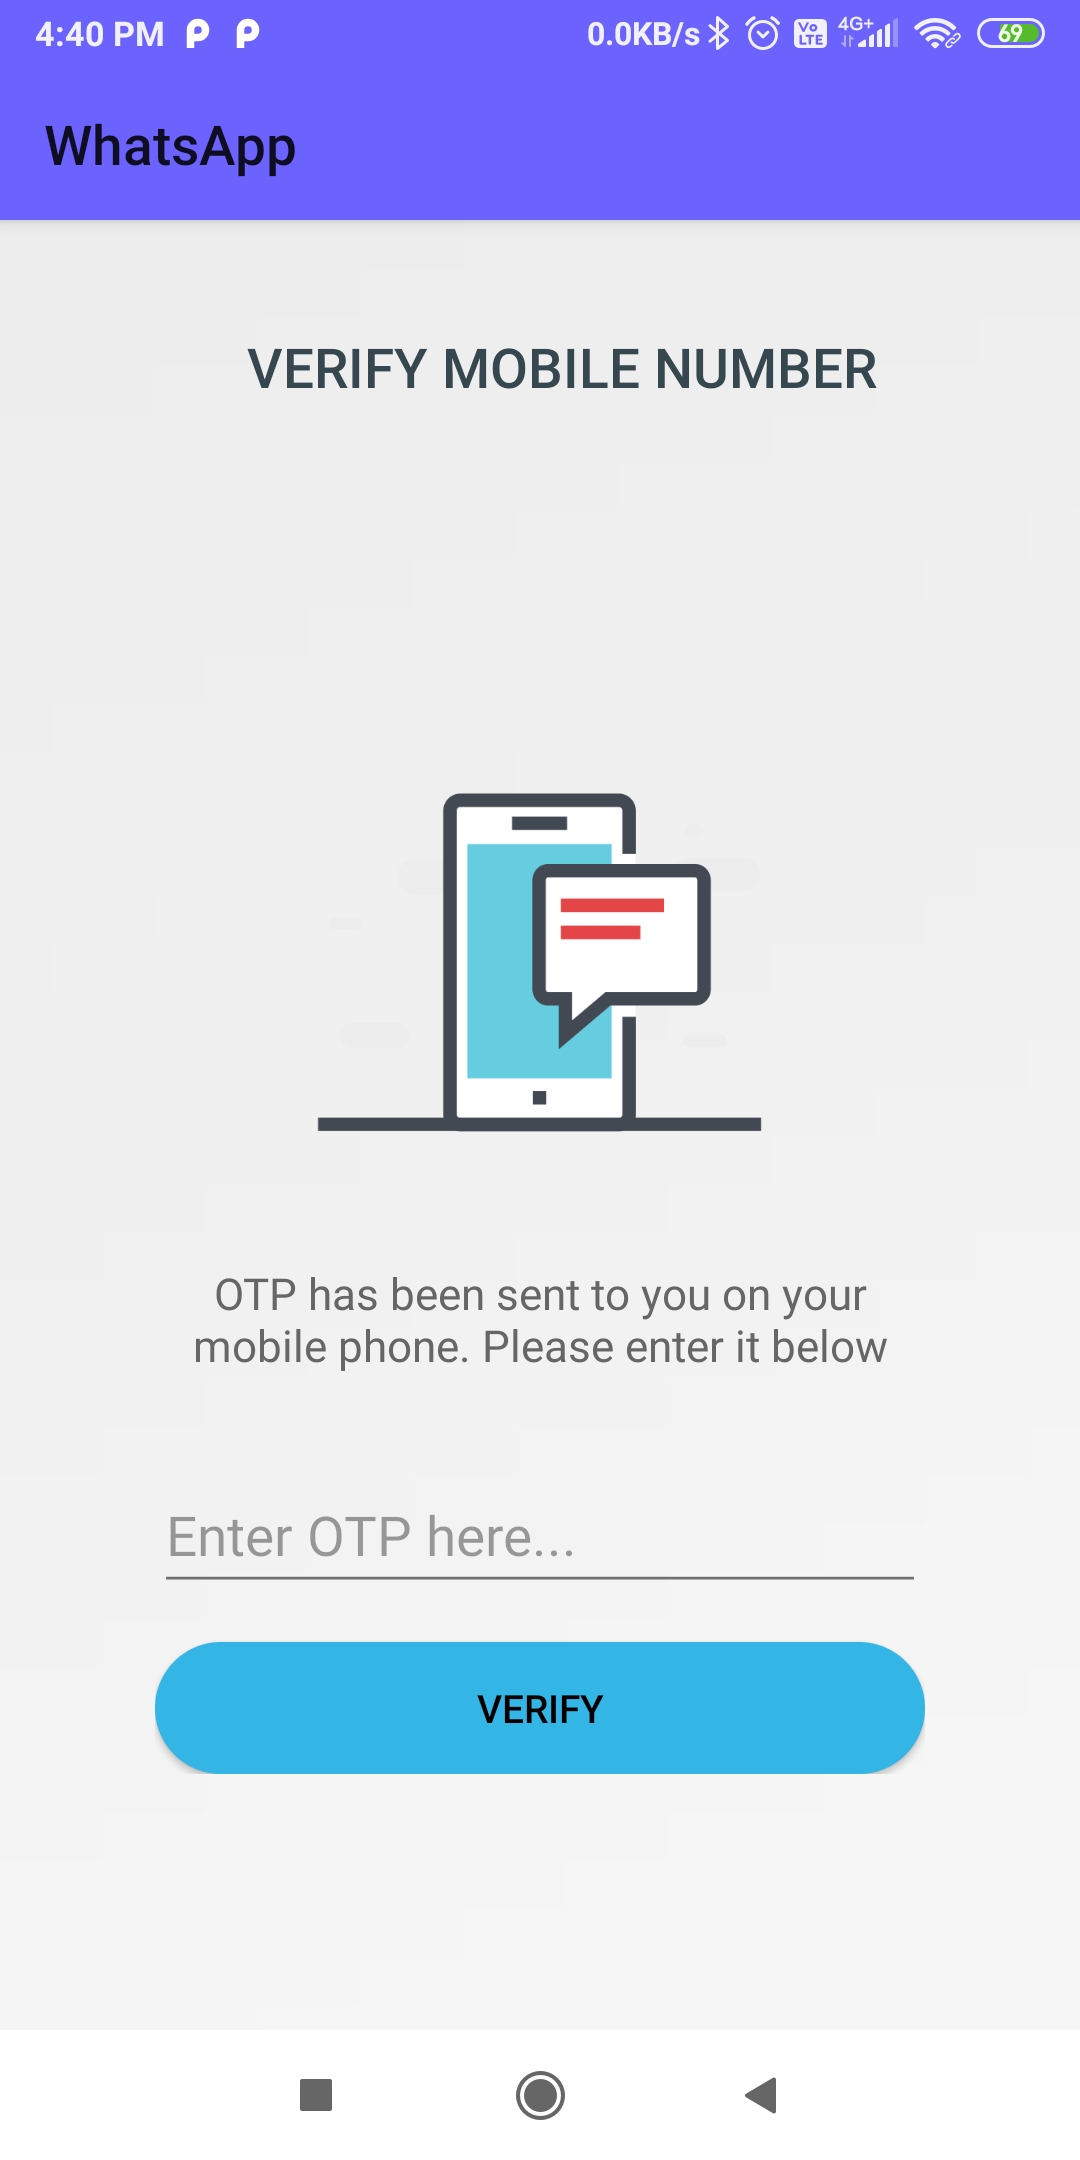 4:40 PM 0.0KB/s Vo LTE 4G+ 69
WhatsApp
VERIFY MOBILE NUMBER
OTP has been sent to you on your
mobile phone. Please enter it below
Enter OTP here...
VERIFY